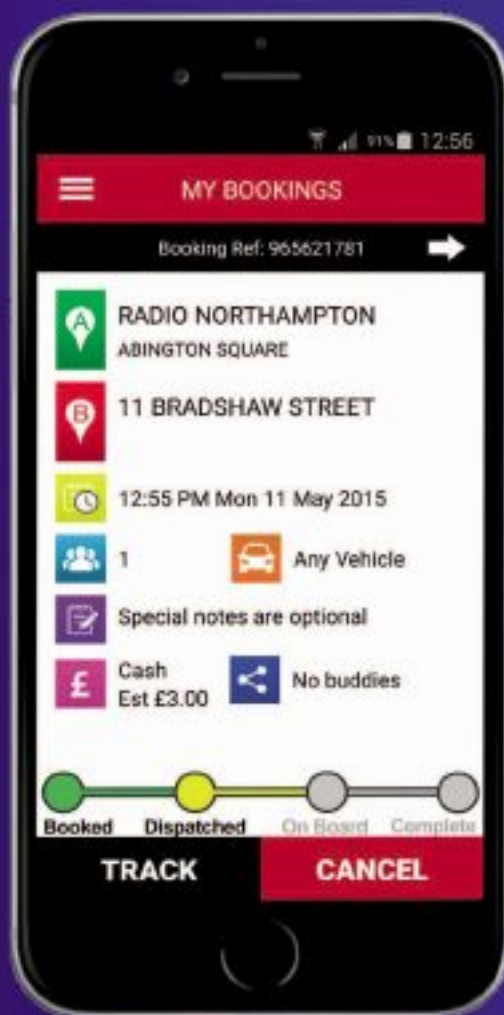 91% 12:56
MY BOOKINGS
Booking Ref: 965621781
A RADIO NORTHAMPTON
ABINGTON SQUARE
B 11 BRADSHAW STREET
12:55 PM Mon 11 May 2015
1 Any Vehicle
Special notes are optional
£ Cash
Est £3.00
No buddies
Booked Dispatched On Board Complete
TRACK CANCEL